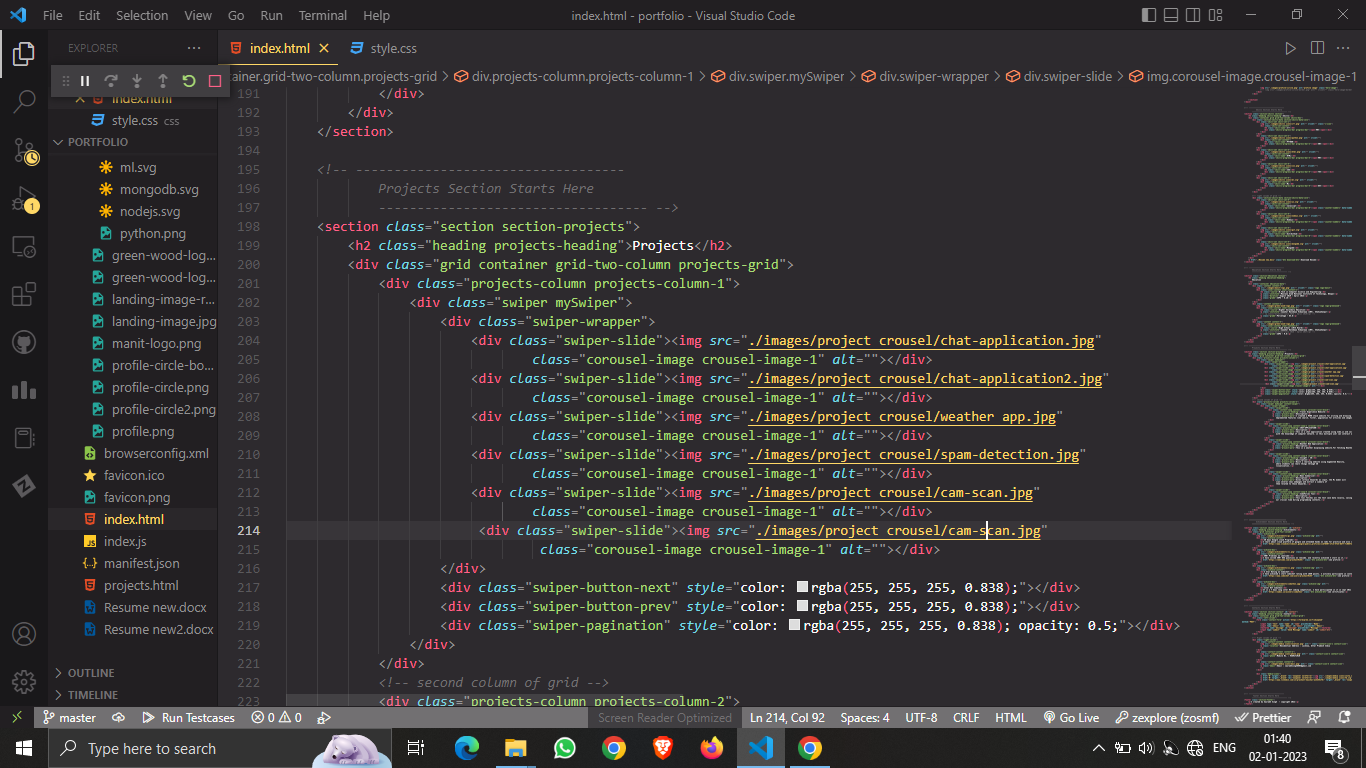 File Edit Selection View Go Run Terminal Help index.html - portfolio - Visual Studio Code
EXPLORER ··· index.html style.css
tainer.grid-two-column.projects-grid > div.projects-column.projects-column-1 > div.swiper.mySwiper > div.swiper-wrapper > div.swiper-slide > img.corousel-image.crousel-image-1
index.html
style.css css
PORTFOLIO
ml.svg
mongodb.svg
nodejs.svg
python.png
green-wood-log...
green-wood-log...
landing-image-r...
landing-image.jpg
manit-logo.png
profile-circle-bo...
profile-circle.png
profile-circle2.png
profile.png
browserconfig.xml
favicon.ico
favicon.png
index.html
index.js
manifest.json
projects.html
Resume new.docx
Resume new2.docx
OUTLINE
TIMELINE
191 </div>
192 </div>
193 </section>
194
195 <!-- -----------------------------------
196 Projects Section Starts Here
197 ----------------------------------- -->
198 <section class="section section-projects">
199 <h2 class="heading projects-heading">Projects</h2>
200 <div class="grid container grid-two-column projects-grid">
201 <div class="projects-column projects-column-1">
202 <div class="swiper mySwiper">
203 <div class="swiper-wrapper">
204 <div class="swiper-slide"><img src="./images/project crousel/chat-application.jpg"
205 class="corousel-image crousel-image-1" alt=""></div>
206 <div class="swiper-slide"><img src="./images/project crousel/chat-application2.jpg"
207 class="corousel-image crousel-image-1" alt=""></div>
208 <div class="swiper-slide"><img src="./images/project crousel/weather app.jpg"
209 class="corousel-image crousel-image-1" alt=""></div>
210 <div class="swiper-slide"><img src="./images/project crousel/spam-detection.jpg"
211 class="corousel-image crousel-image-1" alt=""></div>
212 <div class="swiper-slide"><img src="./images/project crousel/cam-scan.jpg"
213 class="corousel-image crousel-image-1" alt=""></div>
214 <div class="swiper-slide"><img src="./images/project crousel/cam-scan.jpg"
215 class="corousel-image crousel-image-1" alt=""></div>
216 </div>
217 <div class="swiper-button-next" style="color: rgba(255, 255, 255, 0.838);"></div>
218 <div class="swiper-button-prev" style="color: rgba(255, 255, 255, 0.838);"></div>
219 <div class="swiper-pagination" style="color: rgba(255, 255, 255, 0.838); opacity: 0.5;"></div>
220 </div>
221 </div>
222 <!-- second column of grid -->
223 <div class="projects-column projects-column-2">
master Run Testcases 0 0 Screen Reader Optimized Ln 214, Col 92 Spaces: 4 UTF-8 CRLF HTML Go Live zexplore (zosmf) Prettier
Type here to search ENG 01:40
02-01-2023 8